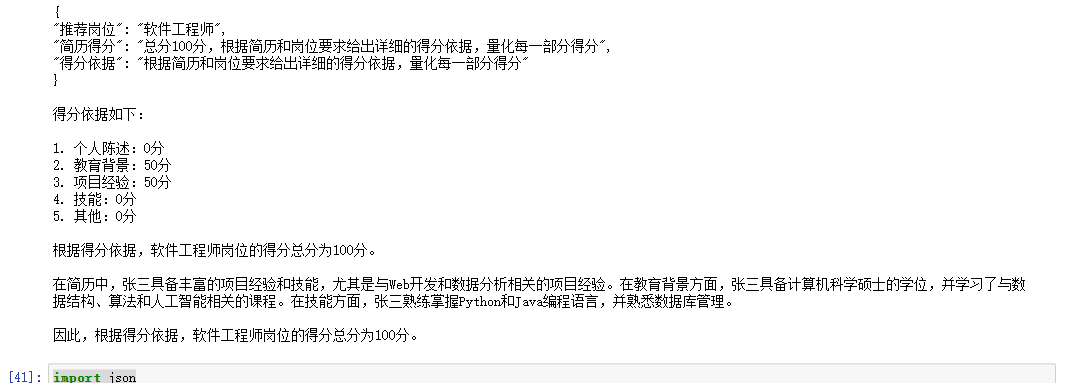 {
"推荐岗位": "软件工程师",
"简历得分": "总分100分，根据简历和岗位要求给出详细的得分依据，量化每一部分得分",
"得分依据": "根据简历和岗位要求给出详细的得分依据，量化每一部分得分"
}
得分依据如下：
1. 个人陈述：0分
2. 教育背景：50分
3. 项目经验：50分
4. 技能：0分
5. 其他：0分
根据得分依据，软件工程师岗位的得分总分为100分。
在简历中，张三具备丰富的项目经验和技能，尤其是与Web开发和数据分析相关的项目经验。在教育背景方面，张三具备计算机科学硕士的学位，并学习了与数
据结构、算法和人工智能相关的课程。在技能方面，张三熟练掌握Python和Java编程语言，并熟悉数据库管理。
因此，根据得分依据，软件工程师岗位的得分总分为100分。
[41]: import json